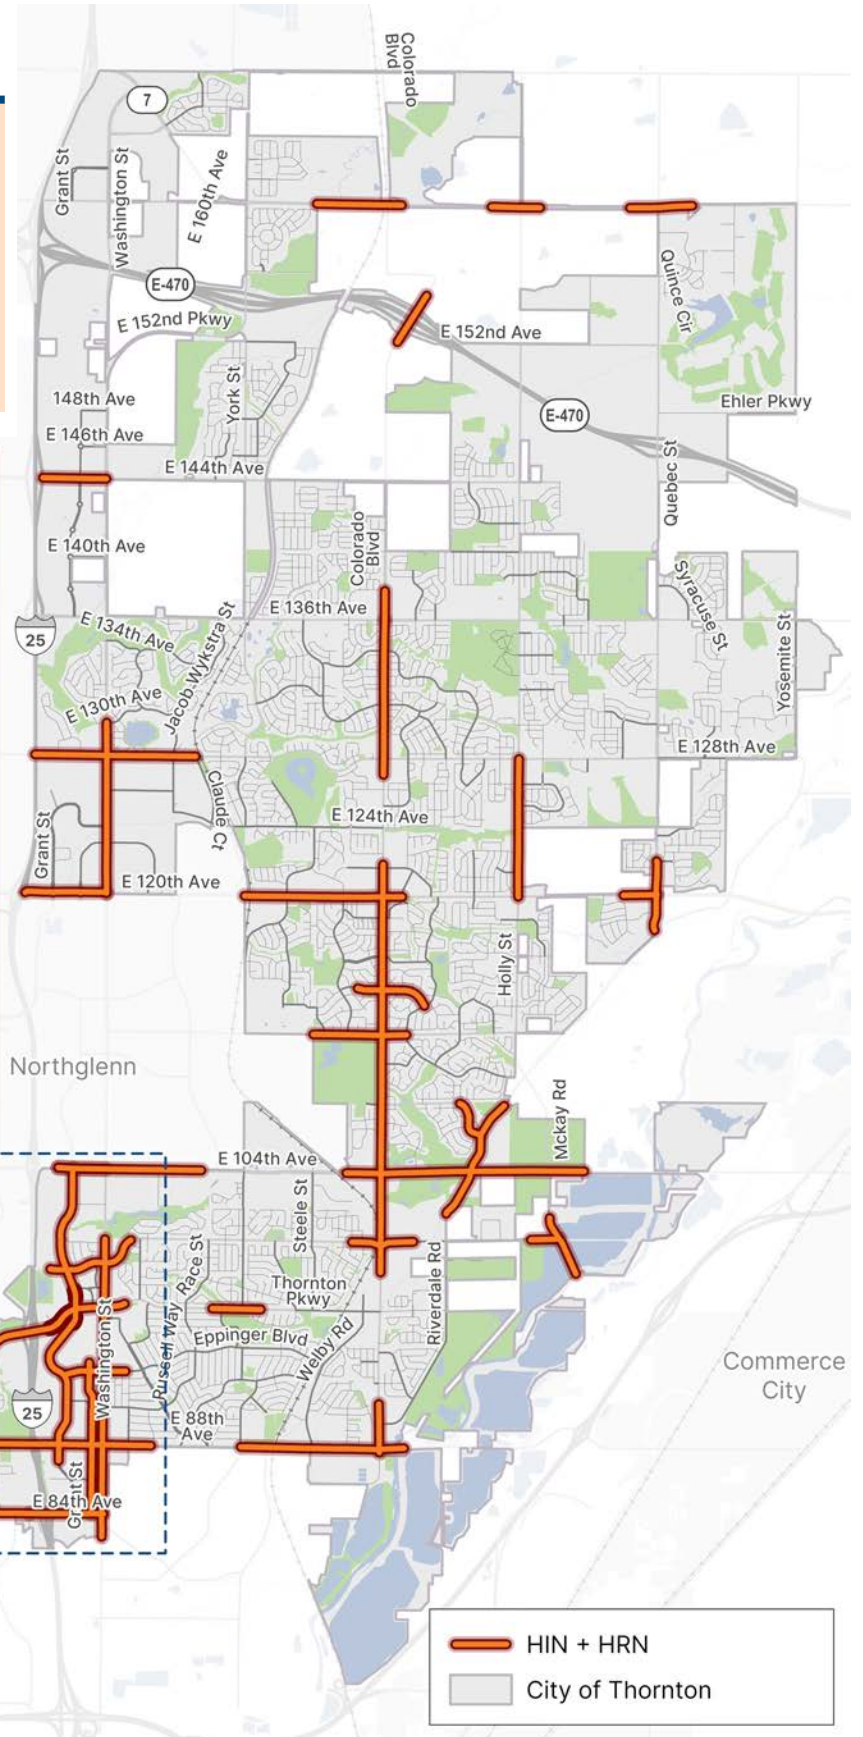 Colorado
Blvd
7
Grant St
Washington St
E 160th Ave
E-470
Quince Cir
E 152nd Pkwy
E 152nd Ave
148th Ave
York St
Ehler Pkwy
E-470
E 146th Ave
E 144th Ave
Quebec St
E 140th Ave
Colorado
Blvd
E 136th Ave
Syracuse St
25
E 134th Ave
Jacob Wykstra St
Yosemite St
E 130th Ave
E 128th Ave
Claude Ct
E 124th Ave
Grant St
E 120th Ave
Holly St
Northglenn
Mckay Rd
E 104th Ave
Steele St
Race St
Riverdale Rd
Thornton
Pkwy
Washington St
Russell Way
Eppinger Blvd
Welby Rd
Commerce
City
25
E 88th
Ave
Grant St
E 84th Ave
HIN + HRN
City of Thornton